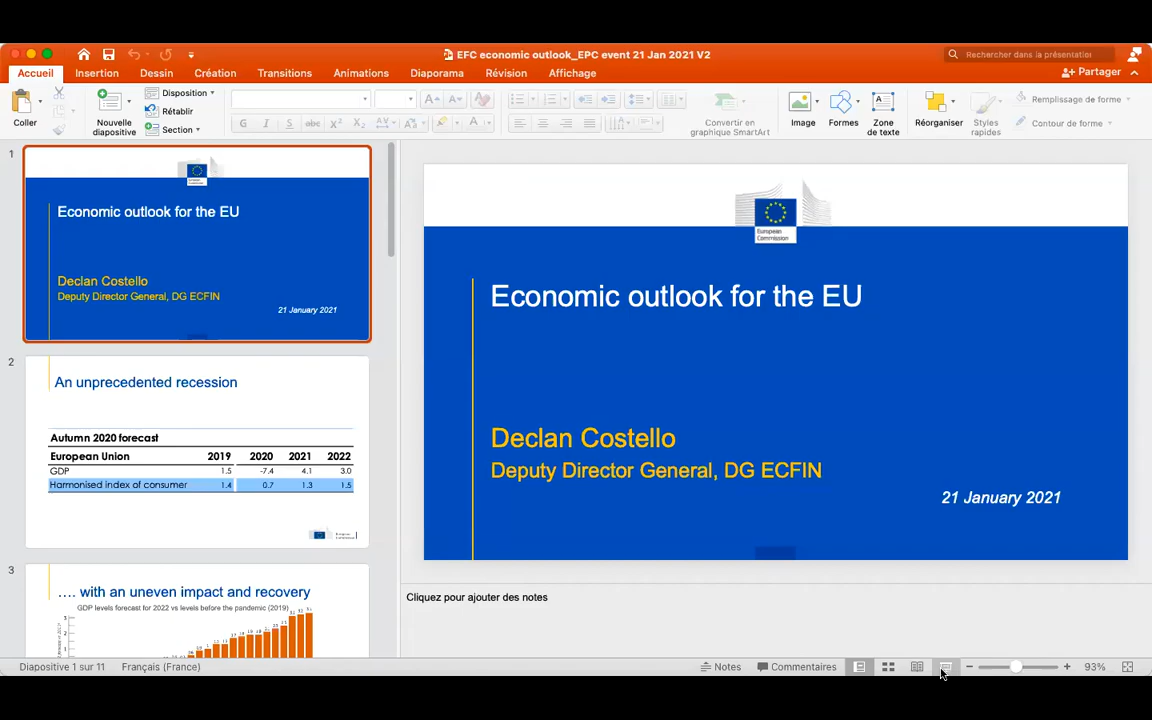 EFC economic outlook_EPC event 21 Jan 2021 V2
Rechercher dans la présentation
Accueil Insertion Dessin Création Transitions Animations Diaporama Révision Affichage
Partager
Coller
Nouvelle diapositive
Disposition
Rétablir
Section
G I S abc X² X₂
Convertir en graphique SmartArt
Image
Formes
Zone de texte
Réorganiser
Styles rapides
Remplissage de forme
Contour de forme
1
Economic outlook for the EU
Declan Costello
Deputy Director General, DG ECFIN
21 January 2021
2
An unprecedented recession
Autumn 2020 forecast
European Union 2019 2020 2021 2022
GDP 1.5 -7.4 4.1 3.0
Harmonised index of consumer 1.4 0.7 1.3 1.5
3
.... with an uneven impact and recovery
GDP levels forecast for 2022 vs levels before the pandemic (2019)
European
Commission
Economic outlook for the EU
Declan Costello
Deputy Director General, DG ECFIN
21 January 2021
Cliquez pour ajouter des notes
Diapositive 1 sur 11 Français (France) Notes Commentaires 93%